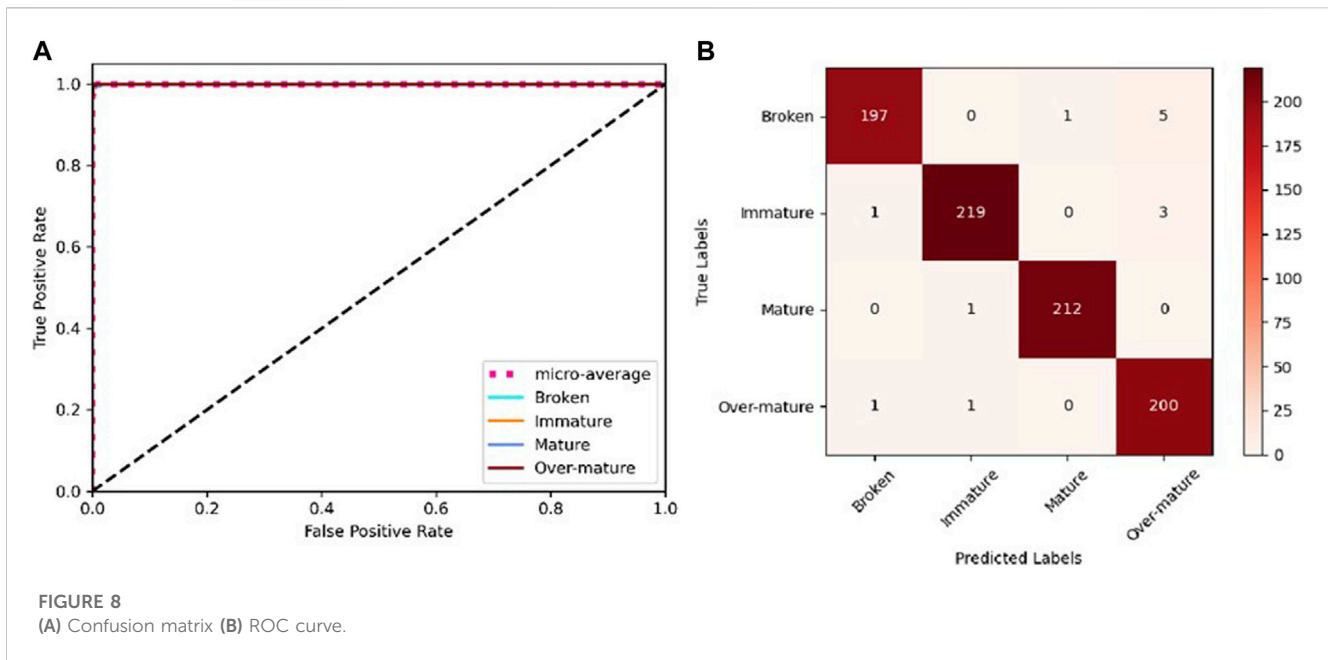 A
1.0
0.8
0.6
0.4
0.2
0.0
True Positive Rate
0.0 0.2 0.4 0.6 0.8 1.0
False Positive Rate
micro-average
Broken
Immature
Mature
Over-mature
B
True Labels
Broken 197 0 1 5
Immature 1 219 0 3
Mature 0 1 212 0
Over-mature 1 1 0 200
Broken Immature Mature Over-mature
Predicted Labels
200
175
150
125
100
75
50
25
0
FIGURE 8
(A) Confusion matrix (B) ROC curve.